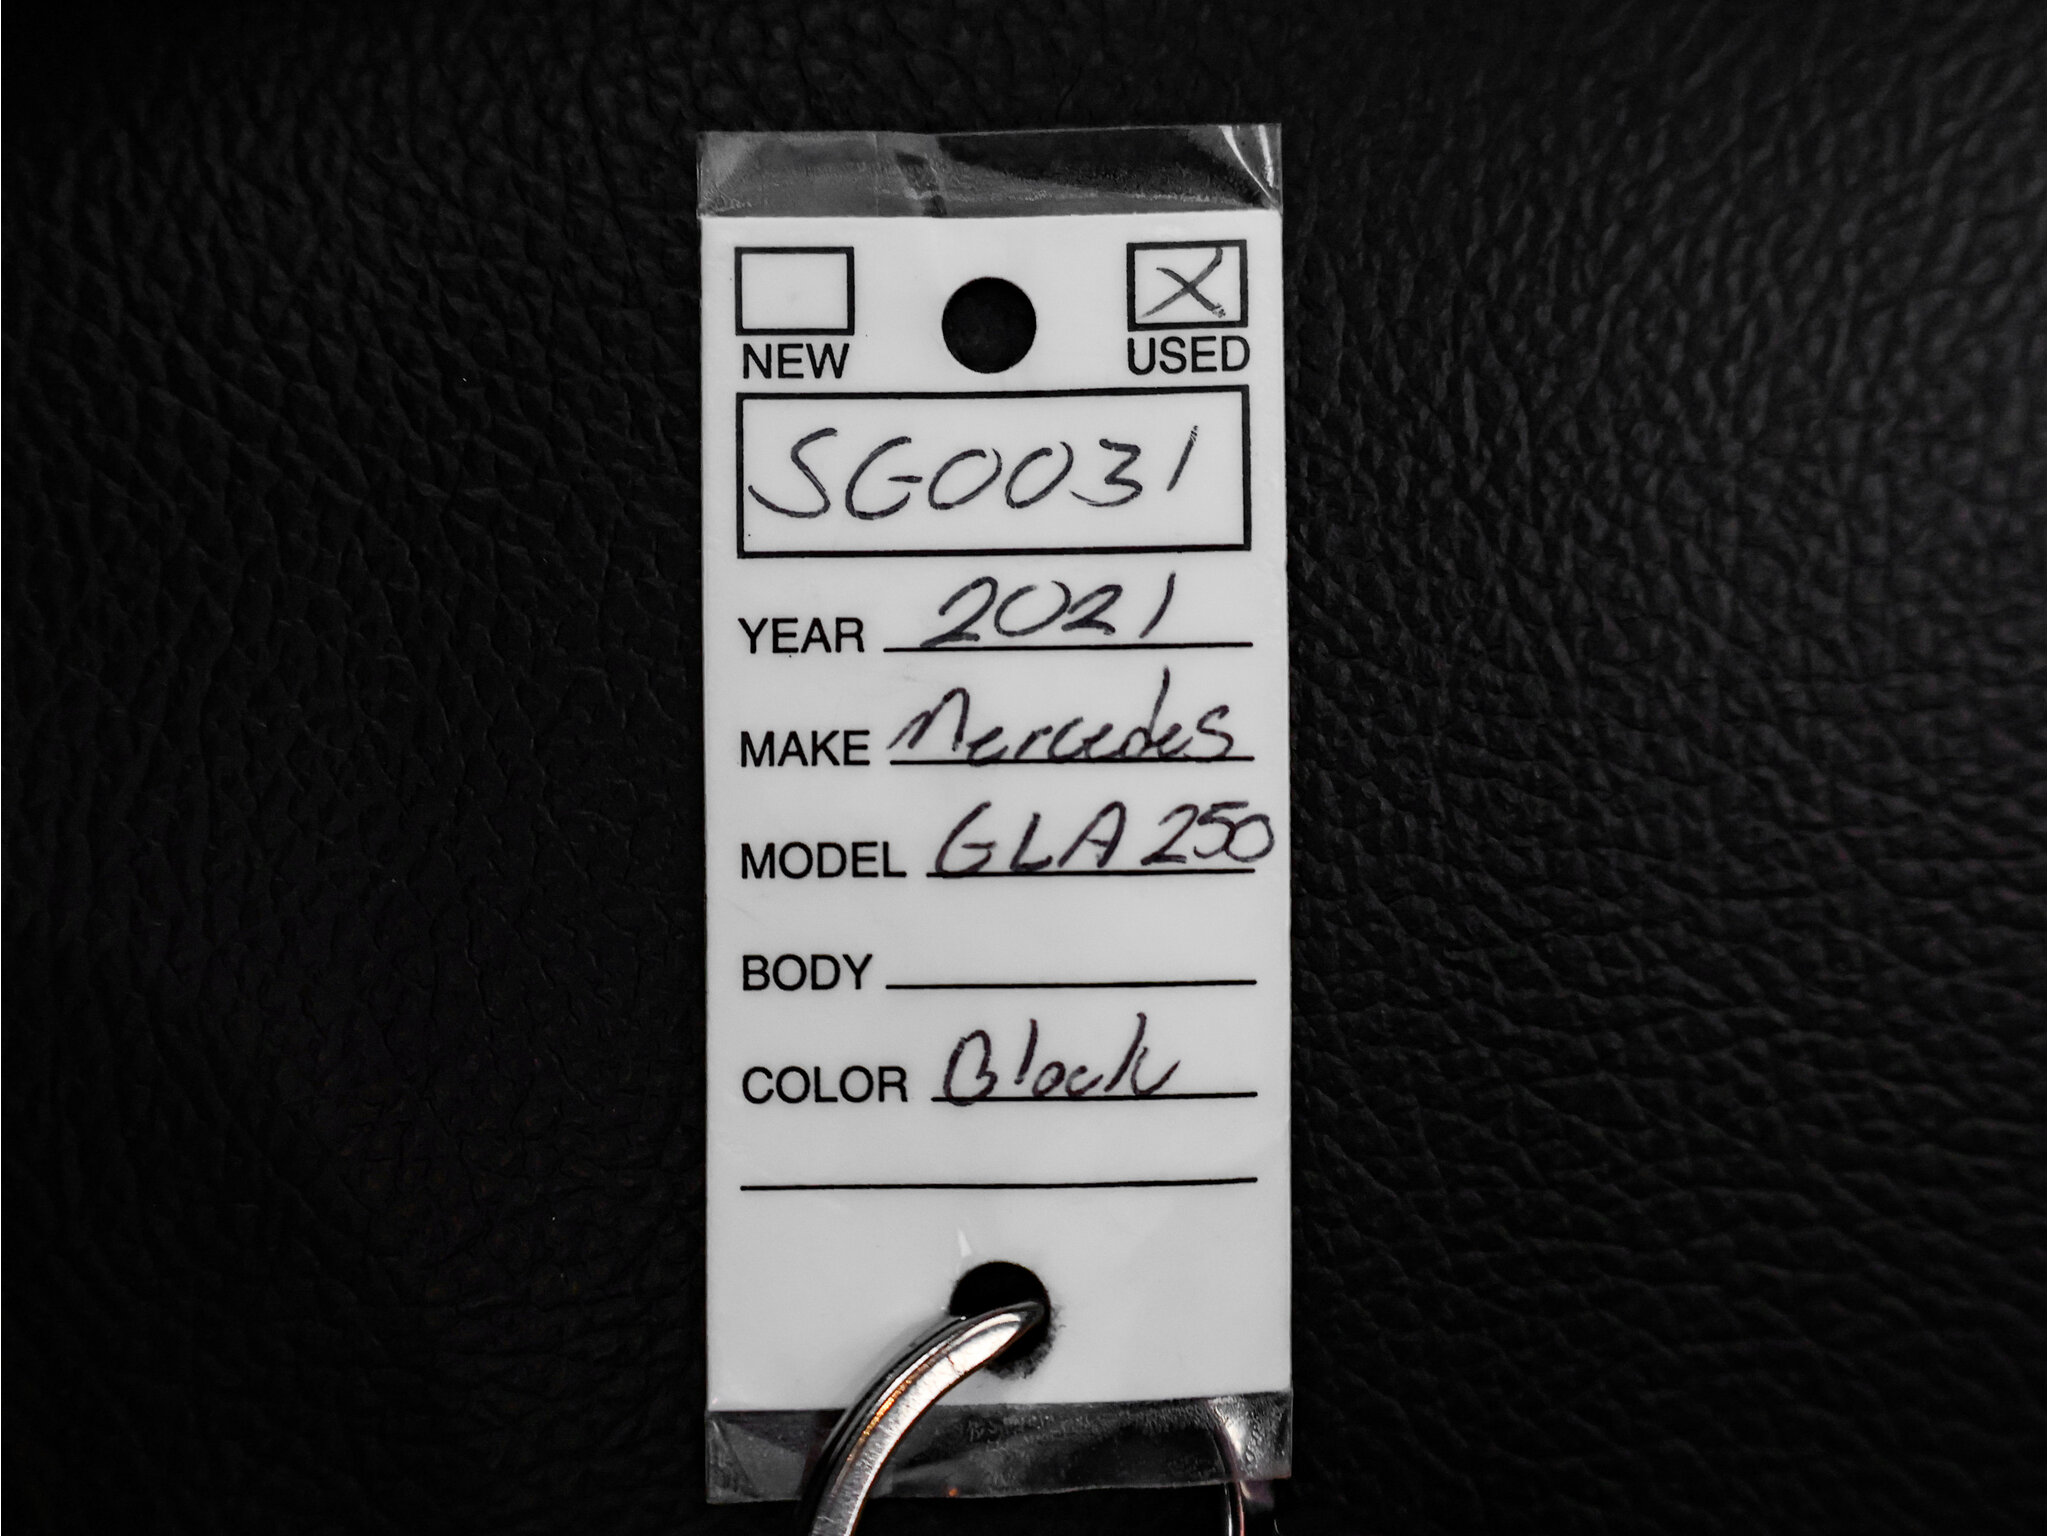 NEW X USED
SG0031
YEAR 2021
MAKE Mercedes
MODEL GLA 250
BODY
COLOR Black